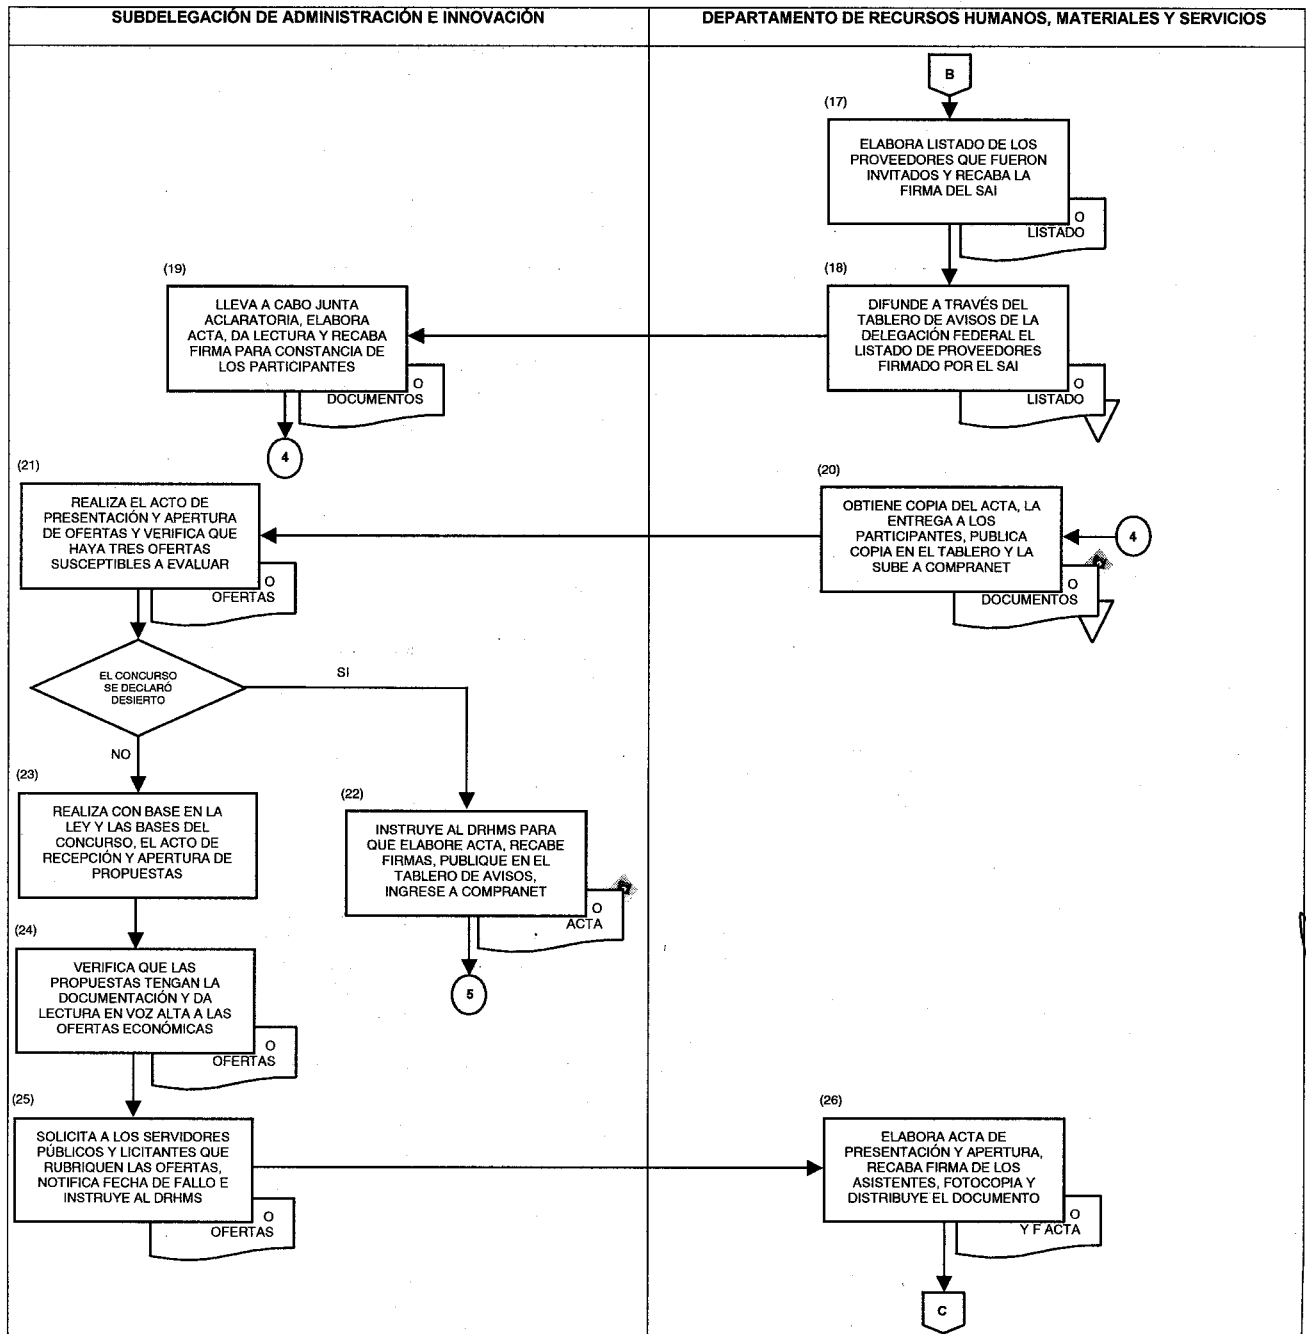 SUBDELEGACIÓN DE ADMINISTRACIÓN E INNOVACIÓN
DEPARTAMENTO DE RECURSOS HUMANOS, MATERIALES Y SERVICIOS
B
(17)
ELABORA LISTADO DE LOS
PROVEEDORES QUE FUERON
INVITADOS Y RECABA LA
FIRMA DEL SAI
O
LISTADO
(18)
DIFUNDE A TRAVÉS DEL
TABLERO DE AVISOS DE LA
DELEGACIÓN FEDERAL EL
LISTADO DE PROVEEDORES
FIRMADO POR EL SAI
O
LISTADO
(19)
LLEVA A CABO JUNTA
ACLARATORIA, ELABORA
ACTA, DA LECTURA Y RECABA
FIRMA PARA CONSTANCIA DE
LOS PARTICIPANTES
O
DOCUMENTOS
4
(20)
OBTIENE COPIA DEL ACTA, LA
ENTREGA A LOS
PARTICIPANTES, PUBLICA
COPIA EN EL TABLERO Y LA
SUBE A COMPRANET
4
O
DOCUMENTOS
(21)
REALIZA EL ACTO DE
PRESENTACIÓN Y APERTURA
DE OFERTAS Y VERIFICA QUE
HAYA TRES OFERTAS
SUSCEPTIBLES A EVALUAR
O
OFERTAS
EL CONCURSO
SE DECLARÓ
DESIERTO
SI
NO
(22)
INSTRUYE AL DRHMS PARA
QUE ELABORE ACTA, RECABE
FIRMAS, PUBLIQUE EN EL
TABLERO DE AVISOS,
INGRESE A COMPRANET
O
ACTA
5
(23)
REALIZA CON BASE EN LA
LEY Y LAS BASES DEL
CONCURSO, EL ACTO DE
RECEPCIÓN Y APERTURA DE
PROPUESTAS
(24)
VERIFICA QUE LAS
PROPUESTAS TENGAN LA
DOCUMENTACIÓN Y DA
LECTURA EN VOZ ALTA A LAS
OFERTAS ECONÓMICAS
O
OFERTAS
(25)
SOLICITA A LOS SERVIDORES
PÚBLICOS Y LICITANTES QUE
RUBRIQUEN LAS OFERTAS,
NOTIFICA FECHA DE FALLO E
INSTRUYE AL DRHMS
O
OFERTAS
(26)
ELABORA ACTA DE
PRESENTACIÓN Y APERTURA,
RECABA FIRMA DE LOS
ASISTENTES, FOTOCOPIA Y
DISTRIBUYE EL DOCUMENTO
O
Y F ACTA
C